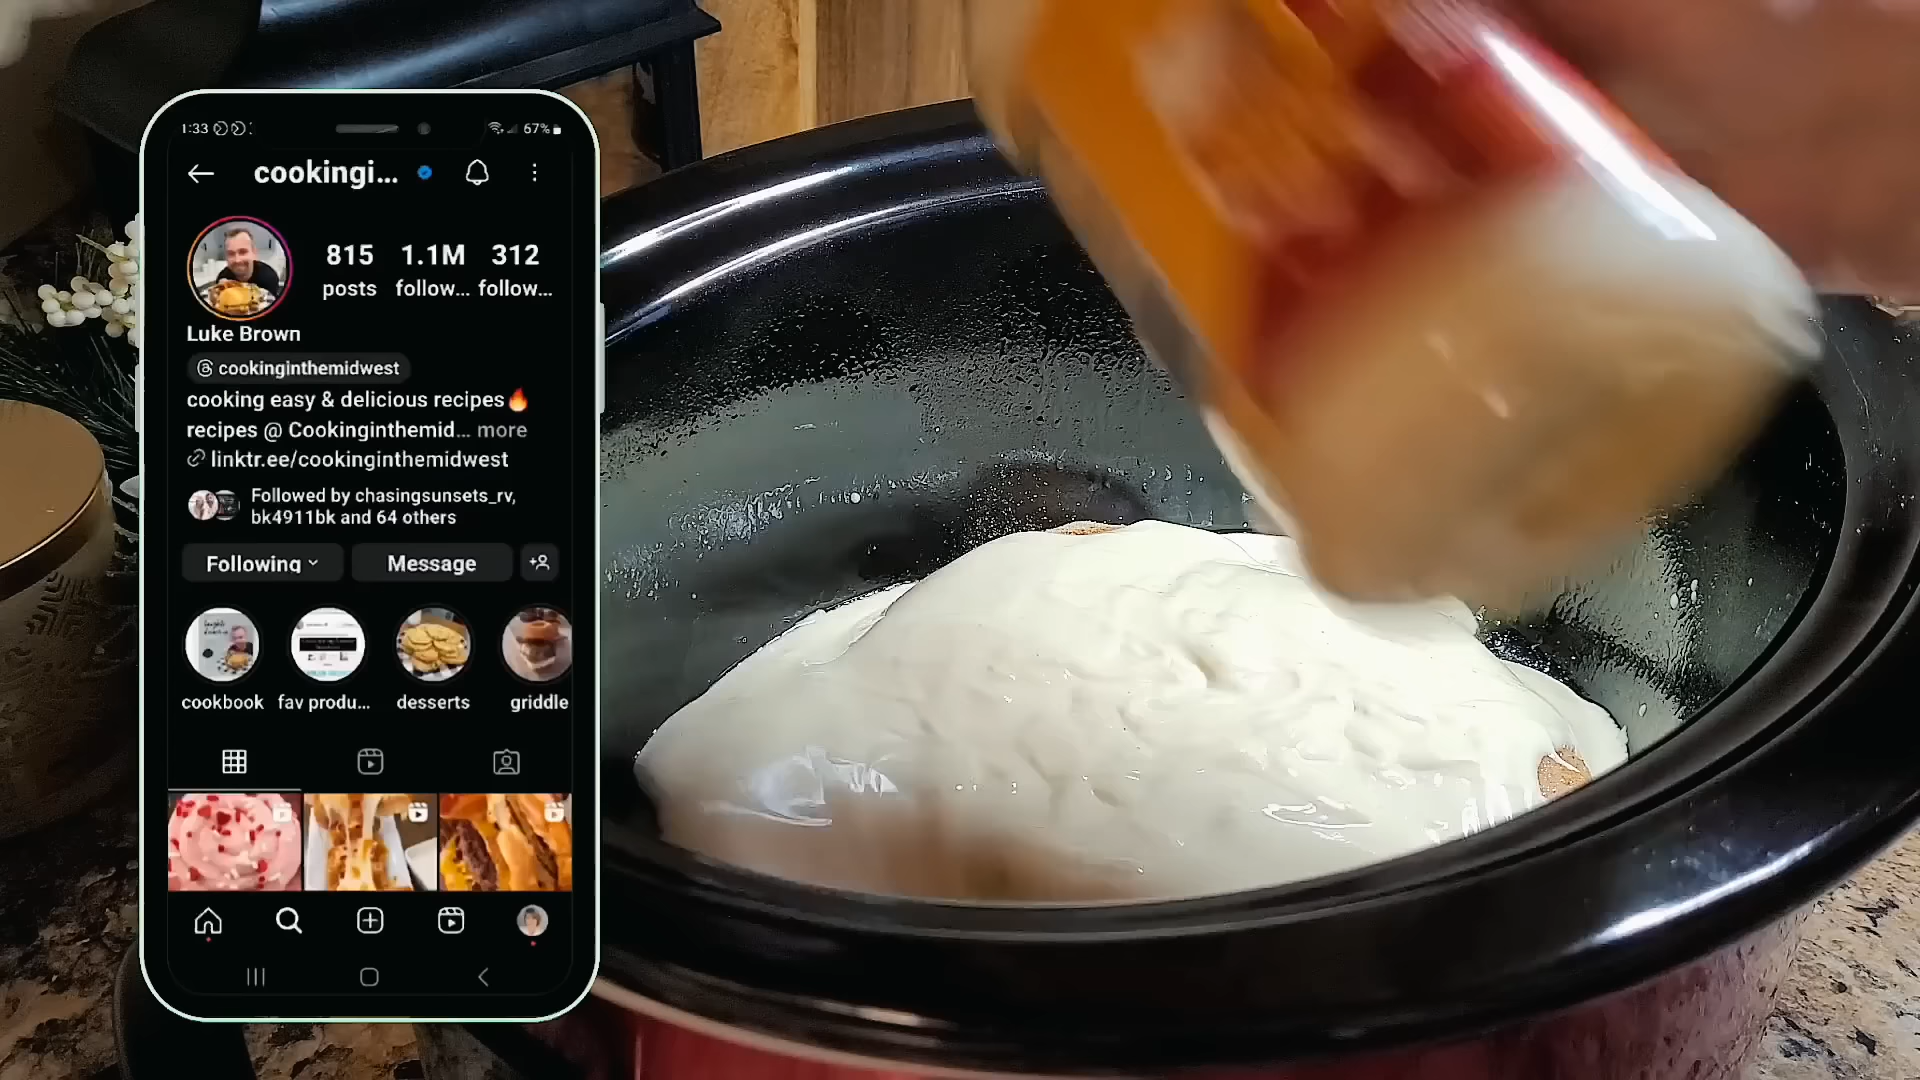 1:33 67%
cookingi...
815 1.1M 312
posts follow... follow...
Luke Brown
cookinginthemidwest
cooking easy & delicious recipes🔥
recipes @ Cookinginthemid... more
linktr.ee/cookinginthemidwest
Followed by chasingsunsets_rv,
bk4911bk and 64 others
Following Message
cookbook fav produ... desserts griddle